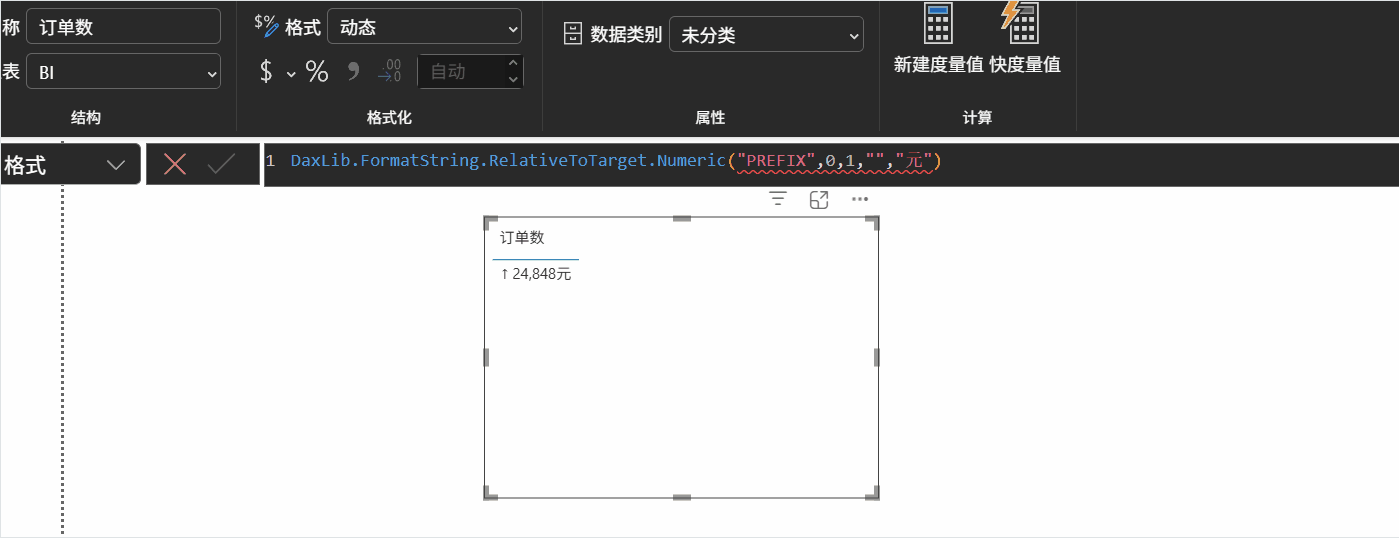 称 订单数 $% 格式 动态 数据类别 未分类
新建度量值 快度量值
表 BI $ % , .00 .0 自动
结构 格式化 属性 计算
格式 1 DaxLib.FormatString.RelativeToTarget.Numeric("PREFIX",0,1,"","元")
订单数
↑ 24,848元